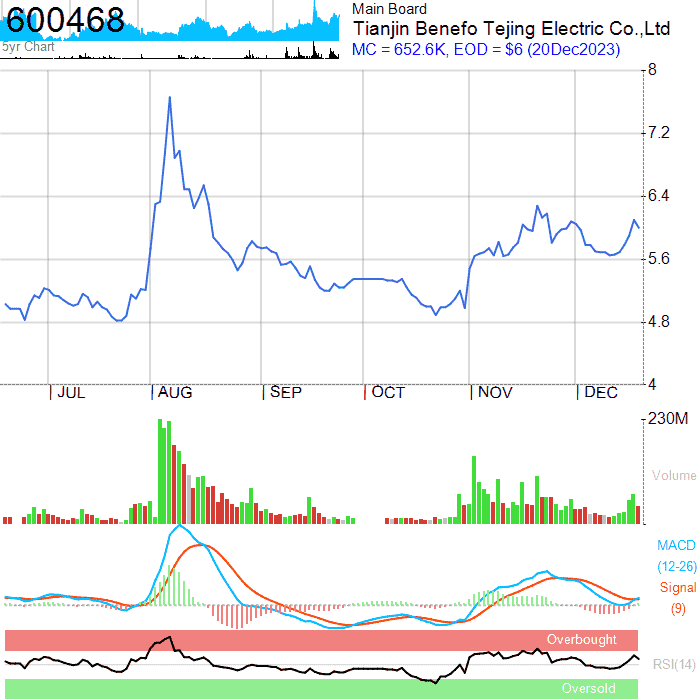 600468
5yr Chart
Main Board
Tianjin Benefo Tejing Electric Co.,Ltd
MC = 652.6K, EOD = $6 (20Dec2023)
8
7.2
6.4
5.6
4.8
4
JUL AUG SEP OCT NOV DEC
230M
Volume
MACD
(12-26)
Signal
(9)
Overbought
RSI(14)
Oversold